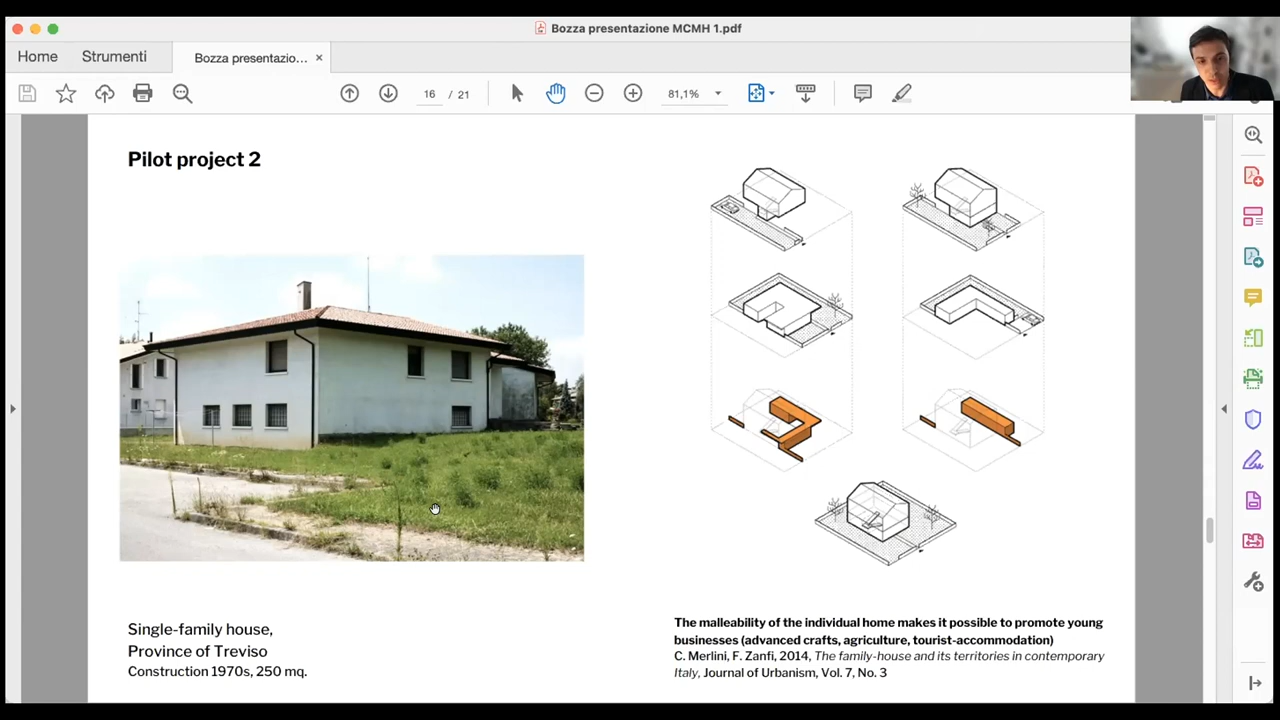 Bozza presentazione MCMH 1.pdf
Home
Strumenti
Bozza presentazio... ×
16 / 21
81,1%
Pilot project 2
Single-family house,
Province of Treviso
Construction 1970s, 250 mq.
The malleability of the individual home makes it possible to promote young
businesses (advanced crafts, agriculture, tourist-accommodation)
C. Merlini, F. Zanfi, 2014, The family-house and its territories in contemporary
Italy, Journal of Urbanism, Vol. 7, No. 3